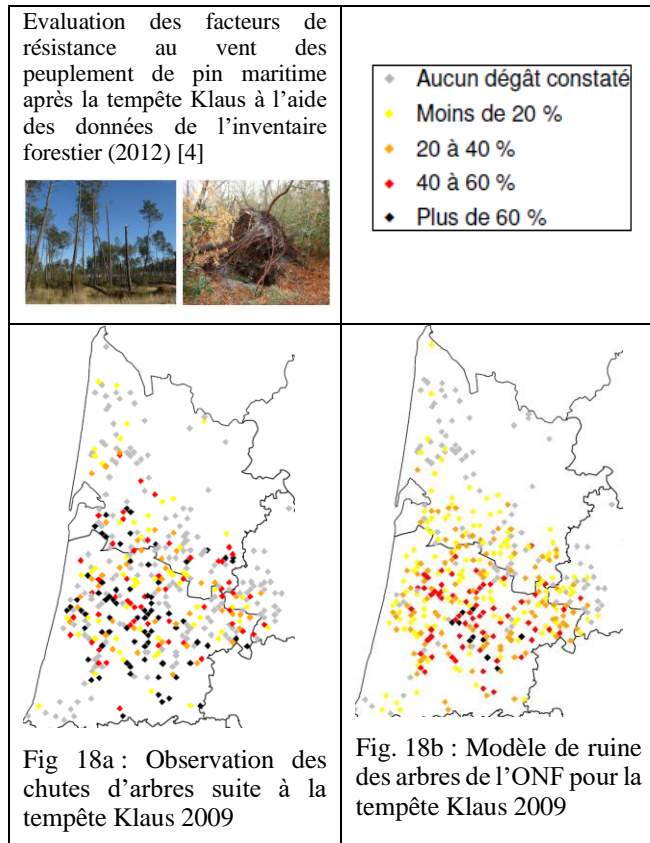 Evaluation des facteurs de
résistance au vent des
peuplement de pin maritime
après la tempête Klaus à l'aide
des données de l'inventaire
forestier (2012) [4]
Aucun dégât constaté
Moins de 20 %
20 à 40 %
40 à 60 %
Plus de 60 %
Fig 18a : Observation des
chutes d'arbres suite à la
tempête Klaus 2009
Fig. 18b : Modèle de ruine
des arbres de l'ONF pour la
tempête Klaus 2009